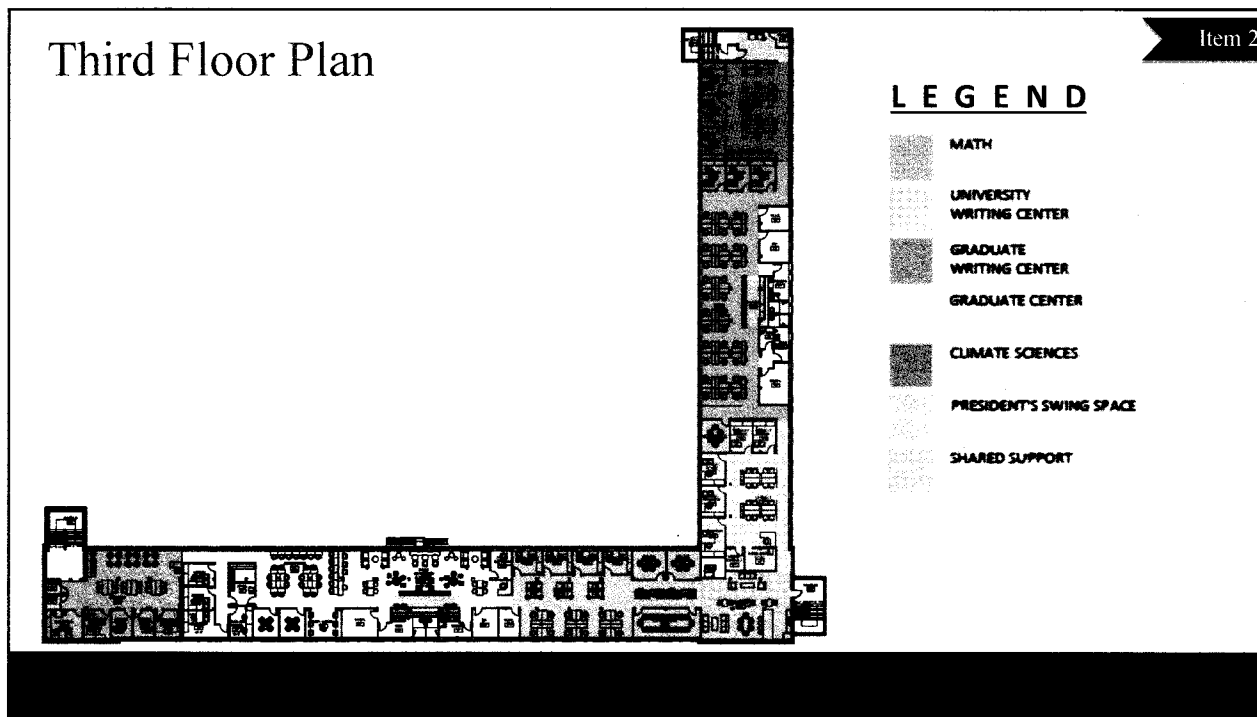 Third Floor Plan
Item 2
LEGEND
MATH
UNIVERSITY
WRITING CENTER
GRADUATE
WRITING CENTER
GRADUATE CENTER
CLIMATE SCIENCES
PRESIDENT'S SWING SPACE
SHARED SUPPORT